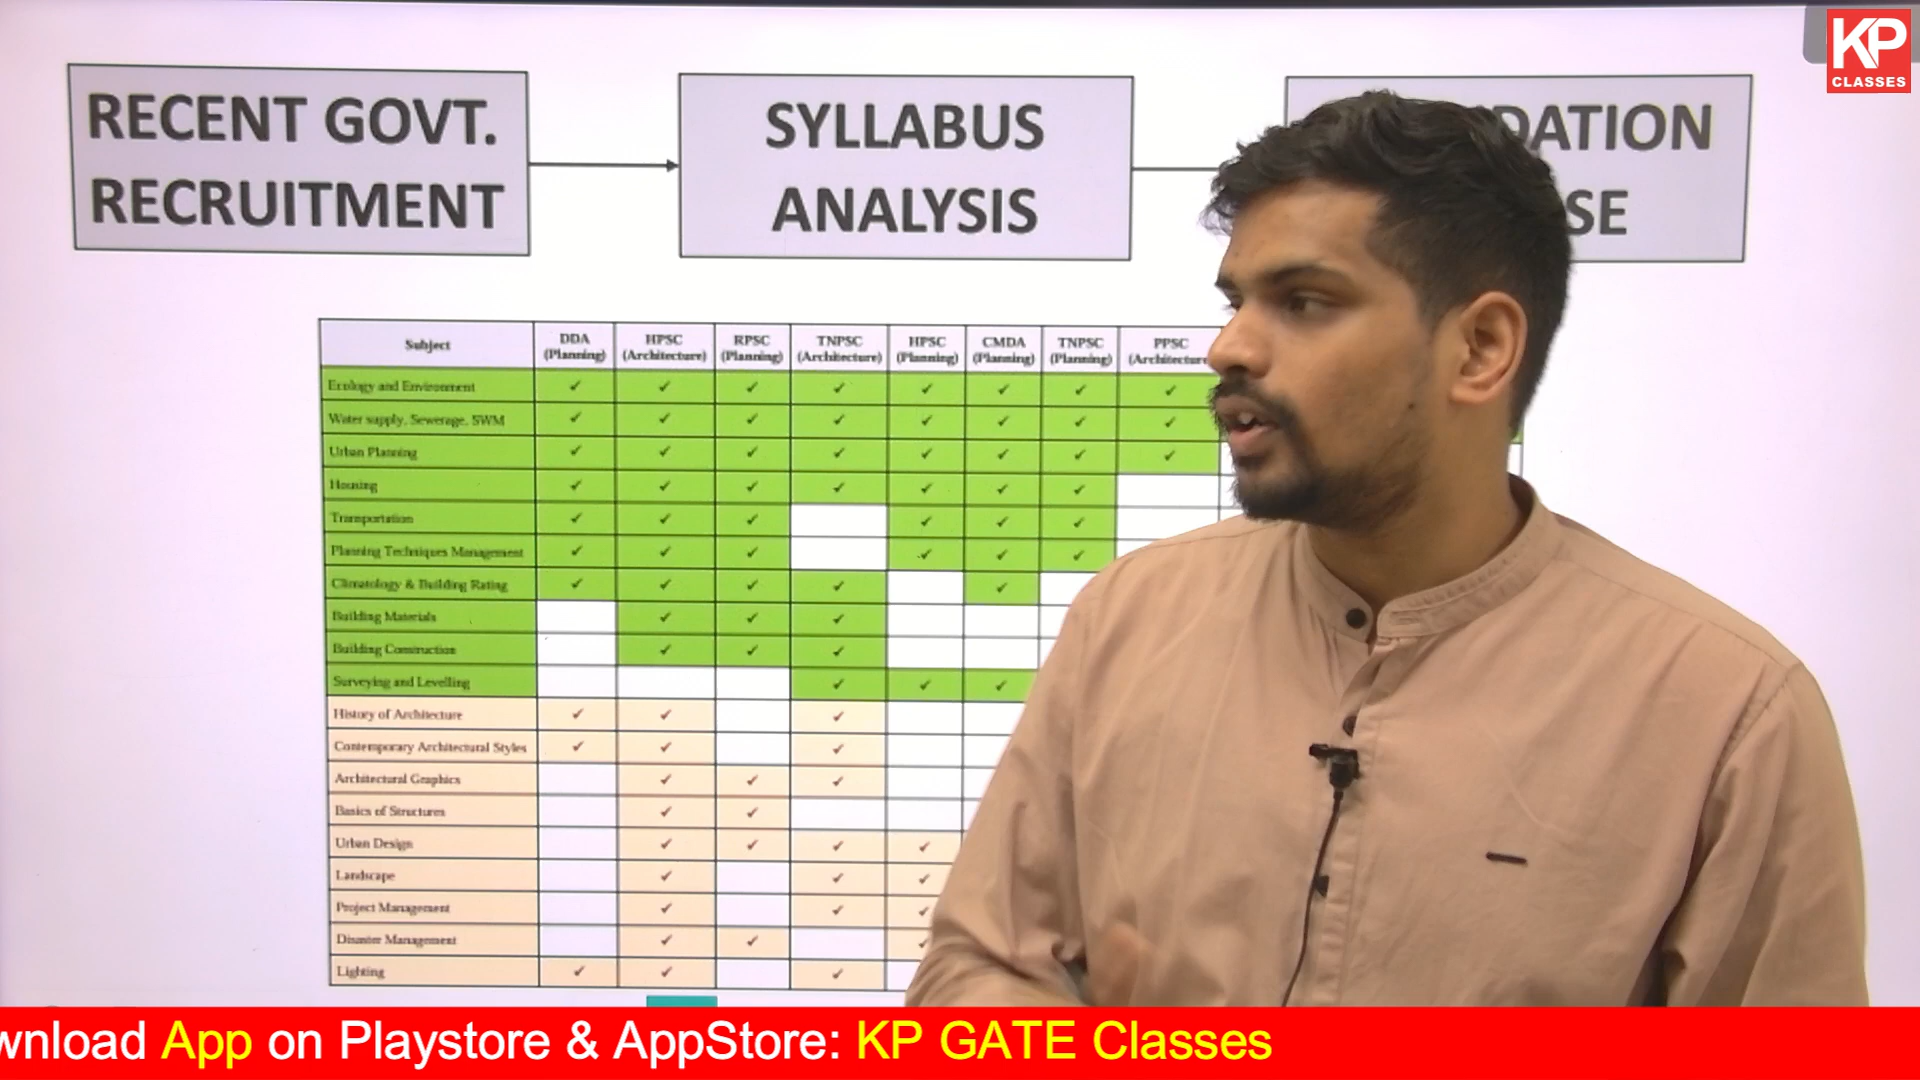 KP
CLASSES
RECENT GOVT.
RECRUITMENT
SYLLABUS
ANALYSIS
DATION
SE
Subject DDA (Planning) HPSC (Architecture) RPSC (Planning) TNPSC (Architecture) HPSC (Planning) CMDA (Planning) TNPSC (Planning) PPSC (Architecture
Ecology and Environment ✓ ✓ ✓ ✓ ✓ ✓ ✓ ✓
Water supply, Sewerage, SWM ✓ ✓ ✓ ✓ ✓ ✓ ✓ ✓
Urban Planning ✓ ✓ ✓ ✓ ✓ ✓ ✓ ✓
Housing ✓ ✓ ✓ ✓ ✓ ✓ ✓
Transportation ✓ ✓ ✓ ✓ ✓ ✓
Planning Techniques Management ✓ ✓ ✓ ✓ ✓ ✓
Climatology & Building Rating ✓ ✓ ✓ ✓ ✓
Building Materials ✓ ✓ ✓
Building Construction ✓ ✓ ✓
Surveying and Levelling ✓ ✓ ✓
History of Architecture ✓ ✓ ✓
Contemporary Architectural Styles ✓ ✓ ✓
Architectural Graphics ✓ ✓ ✓
Basics of Structures ✓ ✓
Urban Design ✓ ✓ ✓ ✓
Landscape ✓ ✓ ✓
Project Management ✓ ✓ ✓
Disaster Management ✓ ✓ ✓
Lighting ✓ ✓ ✓
wnload App on Playstore & AppStore: KP GATE Classes